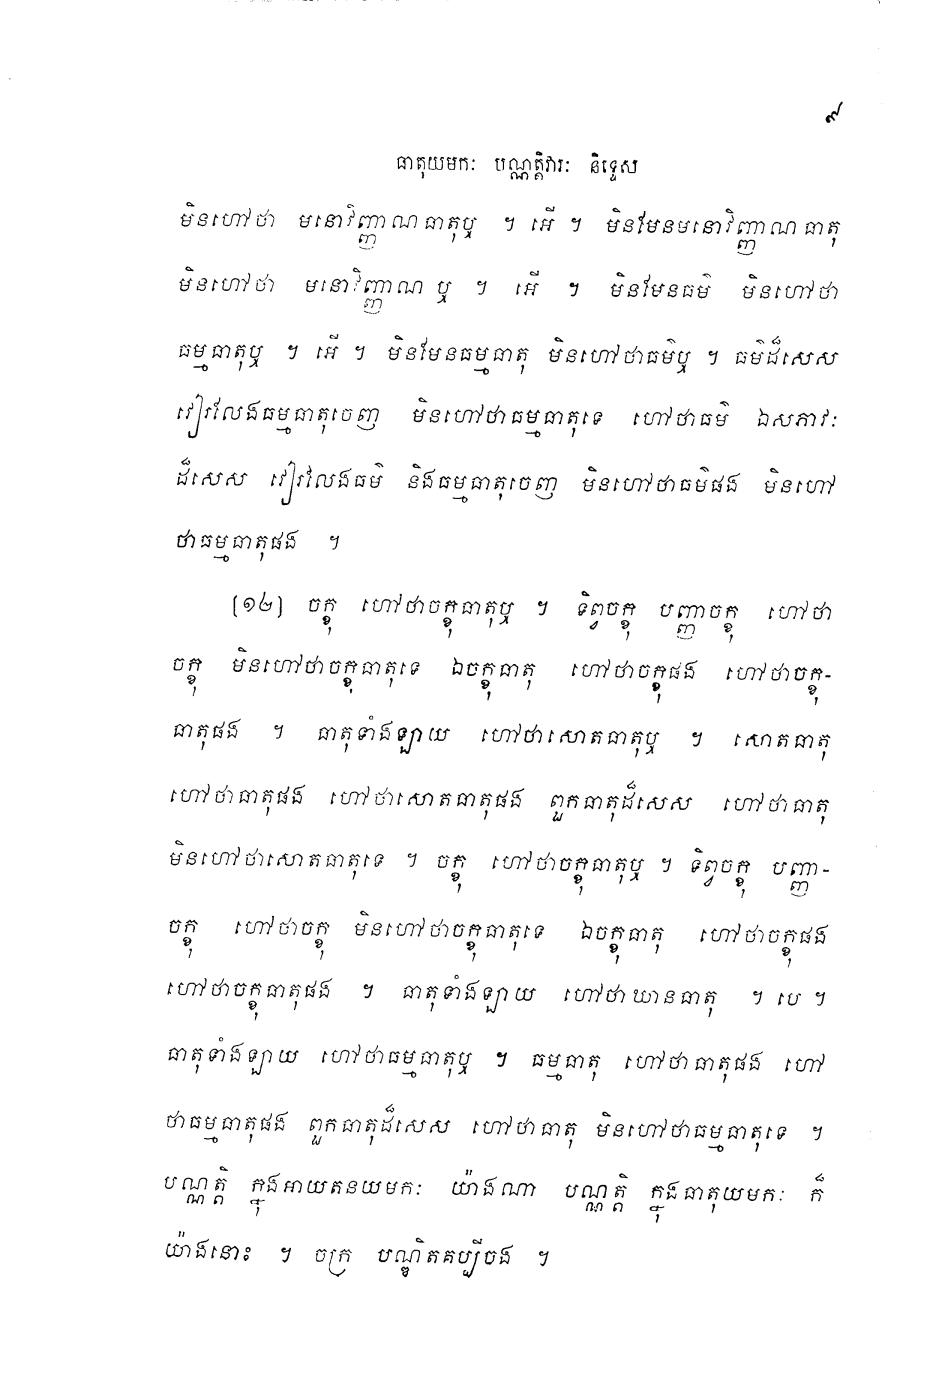 ៩
ធាតុយមកៈ បណ្ណត្តិវារៈ និទ្ទេស
មិនហៅថា មនោវិញ្ញាណធាតុឬ ។ អើ ។ មិនមែនមនោវិញ្ញាណធាតុ
មិនហៅថា មនោវិញ្ញាណ ឬ ។ អើ ។ មិនមែនធម៌ មិនហៅថា
ធម្មធាតុឬ ។ អើ ។ មិនមែនធម្មធាតុ មិនហៅថាធម៌ឬ ។ ធម៌ដ៏សេស
វៀរលែងធម្មធាតុចេញ មិនហៅថាធម្មធាតុទេ ហៅថាធម៌ ឯសភាវៈ
ដ៏សេស វៀរលែងធម៌ និងធម្មធាតុចេញ មិនហៅថាធម៌ផង មិនហៅ
ថាធម្មធាតុផង ។
(១៤) ចក្ខុ ហៅថាចក្ខុធាតុឬ ។ ទិព្វចក្ខុ បញ្ញាចក្ខុ ហៅថា
ចក្ខុ មិនហៅថាចក្ខុធាតុទេ ឯចក្ខុធាតុ ហៅថាចក្ខុផង ហៅថាចក្ខុ-
ធាតុផង ។ ធាតុទាំងឡាយ ហៅថាសោតធាតុឬ ។ សោតធាតុ
ហៅថាធាតុផង ហៅថាសោតធាតុផង ពួកធាតុដ៏សេស ហៅថាធាតុ
មិនហៅថាសោតធាតុទេ ។ ចក្ខុ ហៅថាចក្ខុធាតុឬ ។ ទិព្វចក្ខុ បញ្ញា-
ចក្ខុ ហៅថាចក្ខុ មិនហៅថាចក្ខុធាតុទេ ឯចក្ខុធាតុ ហៅថាចក្ខុផង
ហៅថាចក្ខុធាតុផង ។ ធាតុទាំងឡាយ ហៅថាឃានធាតុ ។ បេ ។
ធាតុទាំងឡាយ ហៅថាធម្មធាតុឬ ។ ធម្មធាតុ ហៅថាធាតុផង ហៅ
ថាធម្មធាតុផង ពួកធាតុដ៏សេស ហៅថាធាតុ មិនហៅថាធម្មធាតុទេ ។
បណ្ណត្តិ ក្នុងអាយតនយមកៈ យ៉ាងណា បណ្ណត្តិ ក្នុងធាតុយមកៈ ក៏
យ៉ាងនោះ ។ ចក្រ បណ្ឌិតគប្បីចង ។